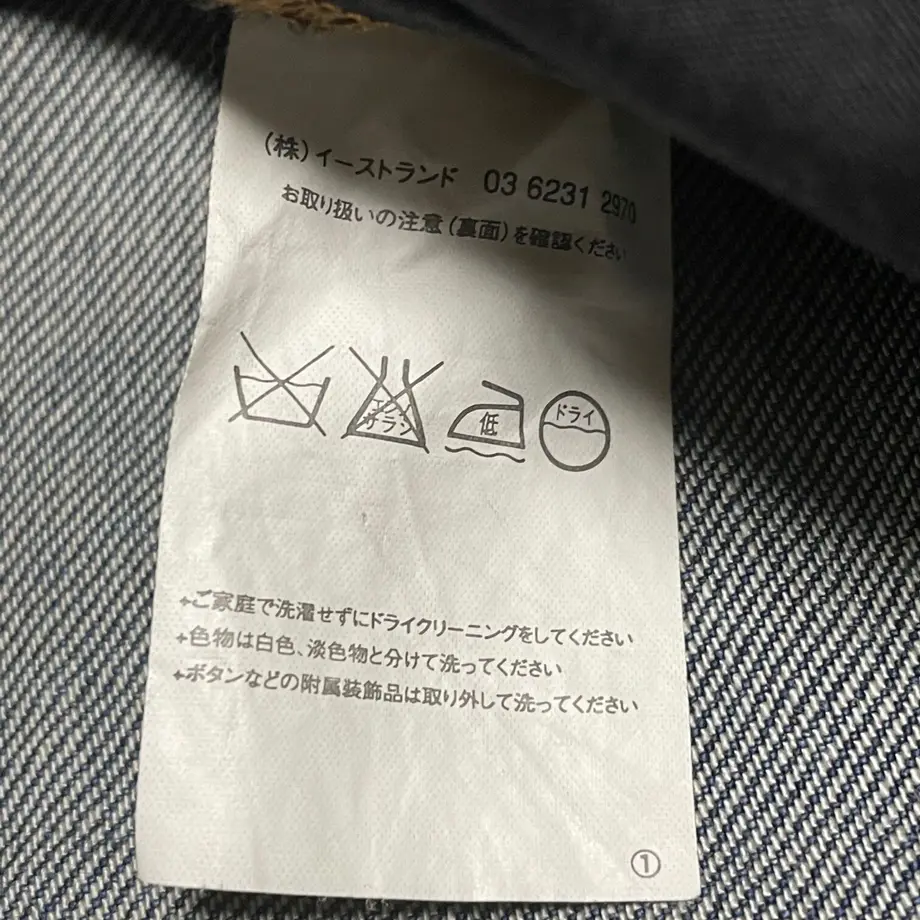 (株)イーストランド 03 6231 2970
お取り扱いの注意(裏面)を確認ください
エンソ
サラシ
低
ドライ
+ご家庭で洗濯せずにドライクリーニングをしてください
+色物は白色、淡色物と分けて洗ってください
+ボタンなどの附属装飾品は取り外して洗ってください
①